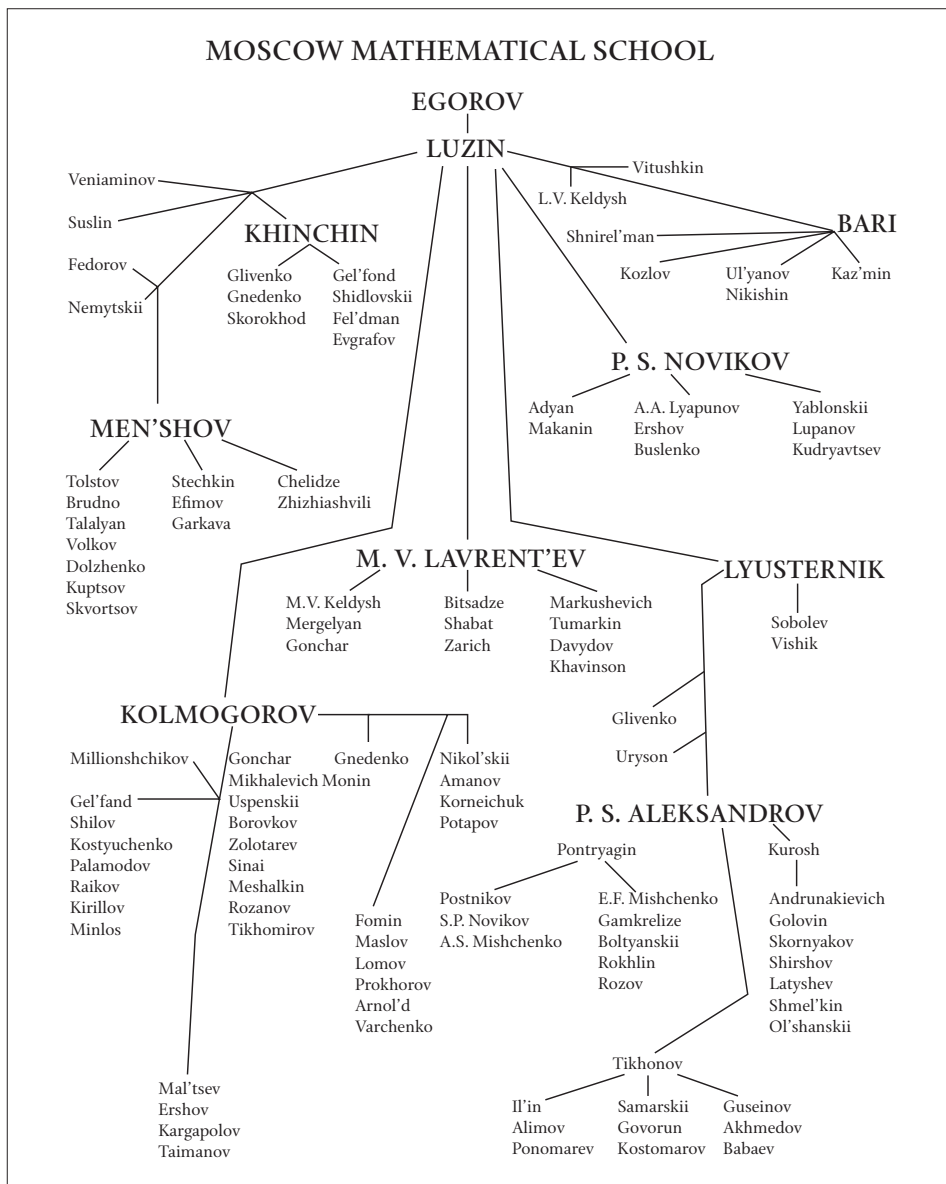 MOSCOW MATHEMATICAL SCHOOL
EGOROV
LUZIN
Veniaminov
Vitushkin
L.V. Keldysh
Suslin
KHINCHIN
BARI
Shnirel'man
Fedorov
Glivenko
Gnedenko
Skorokhod
Gel'fond
Shidlovskii
Fel'dman
Evgrafov
Kozlov
Ul'yanov
Nikishin
Kaz'min
Nemytskii
P. S. NOVIKOV
Adyan
Makanin
A.A. Lyapunov
Ershov
Buslenko
Yablonskii
Lupanov
Kudryavtsev
MEN'SHOV
Tolstov
Brudno
Talalyan
Volkov
Dolzhenko
Kuptsov
Skvortsov
Stechkin
Efimov
Garkava
Chelidze
Zhizhiashvili
M. V. LAVRENT'EV
M.V. Keldysh
Mergelyan
Gonchar
Bitsadze
Shabat
Zarich
Markushevich
Tumarkin
Davydov
Khavinson
LYUSTERNIK
Sobolev
Vishik
Glivenko
Uryson
KOLMOGOROV
Millionshchikov
Gel'fand
Shilov
Kostyuchenko
Palamodov
Raikov
Kirillov
Minlos
Gonchar
Mikhalevich
Uspenskii
Borovkov
Zolotarev
Sinai
Meshalkin
Rozanov
Tikhomirov
Gnedenko
Monin
Nikol'skii
Amanov
Korneichuk
Potapov
Fomin
Maslov
Lomov
Prokhorov
Arnol'd
Varchenko
Mal'tsev
Ershov
Kargapolov
Taimanov
P. S. ALEKSANDROV
Pontryagin
Postnikov
S.P. Novikov
A.S. Mishchenko
E.F. Mishchenko
Gamkrelize
Boltyanskii
Rokhlin
Rozov
Kurosh
Andrunakievich
Golovin
Skornyakov
Shirshov
Latyshev
Shmel'kin
Ol'shanskii
Tikhonov
Il'in
Alimov
Ponomarev
Samarskii
Govorun
Kostomarov
Guseinov
Akhmedov
Babaev